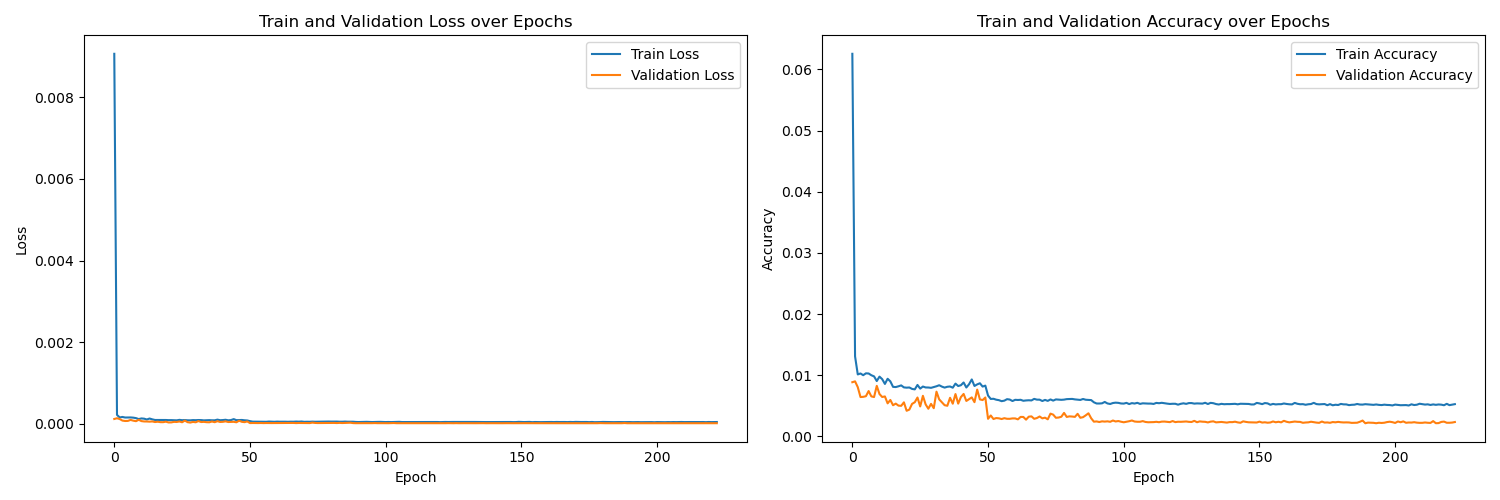 Train and Validation Loss over Epochs
Train Loss
Validation Loss
0.008
0.006
0.004
0.002
0.000
Loss
0
50
100
150
200
Epoch
Train and Validation Accuracy over Epochs
Train Accuracy
Validation Accuracy
0.06
0.05
0.04
0.03
0.02
0.01
0.00
Accuracy
0
50
100
150
200
Epoch